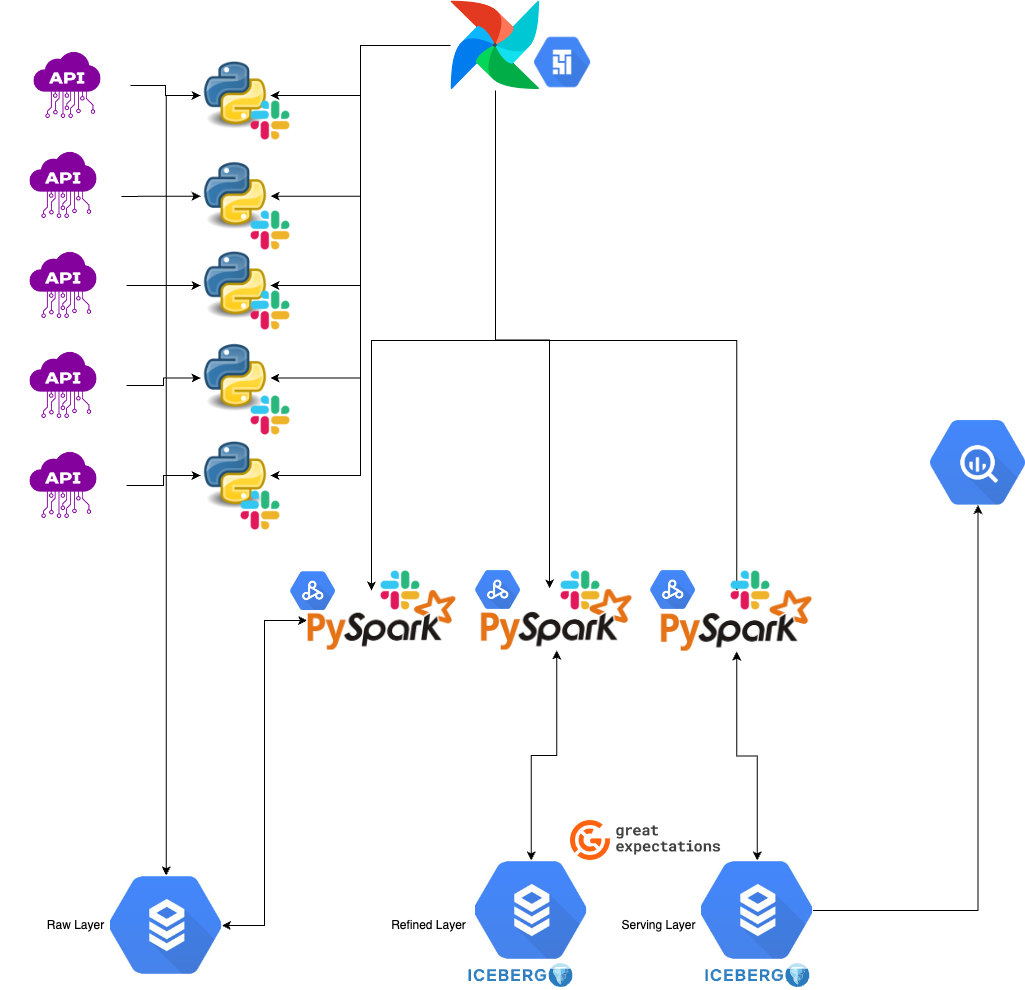 API
API
API
API
API
PySpark
PySpark
PySpark
great
expectations
Raw Layer
Refined Layer
Serving Layer
ICEBERG
ICEBERG